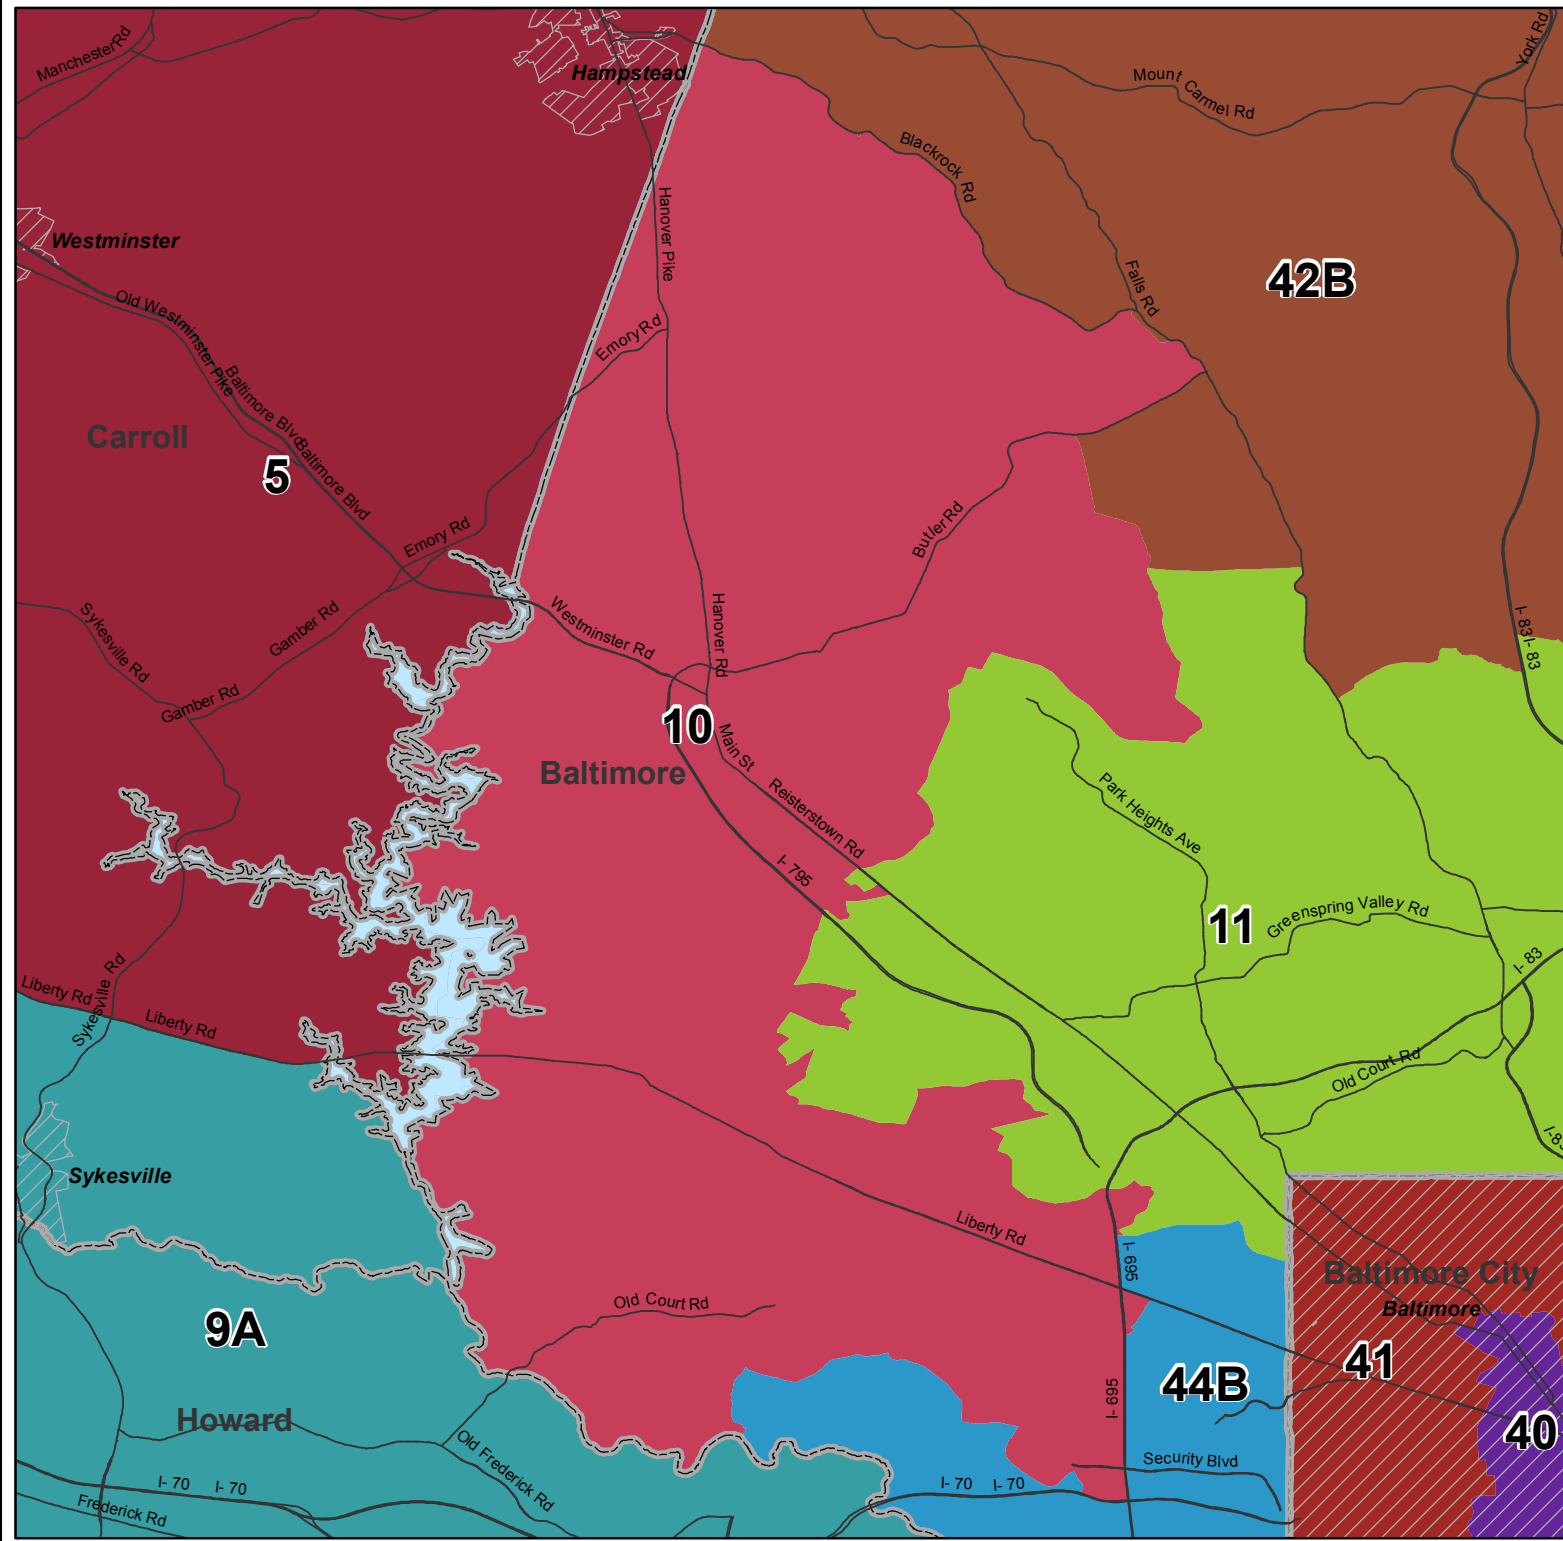 Manchester Rd
Hampstead
York Rd
Mount Carmel Rd
Blackrock Rd
Westminster
Hanover Pike
Falls Rd
42B
Old Westminster Pike
Emory Rd
Baltimore Blvd
Carroll
Baltimore Blvd
5
Butler Rd
Emory Rd
Sykesville Rd
Gamber Rd
Westminster Rd
Hanover Rd
I- 83
I- 83
Gamber Rd
10
Main St
Baltimore
Reisterstown Rd
Park Heights Ave
I- 795
11
Greenspring Valley Rd
I- 83
Liberty Rd
Sykesville Rd
Liberty Rd
Old Court Rd
I-8
Sykesville
Liberty Rd
I- 695
Baltimore City
Baltimore
Old Court Rd
9A
41
44B
I- 695
Howard
40
Old Frederick Rd
Security Blvd
I- 70
I- 70
I- 70
I- 70
Frederick Rd